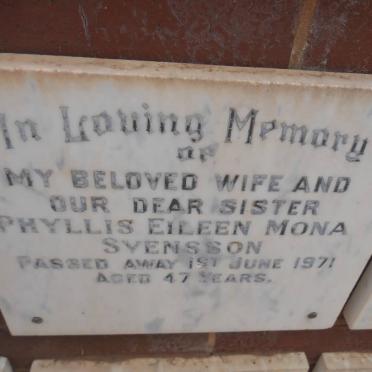 In Loving Memory
OF
MY BELOVED WIFE AND
OUR DEAR SISTER
PHYLLIS EILEEN MONA
SVENSSON
PASSED AWAY 1ST JUNE 1971
AGED 47 YEARS.